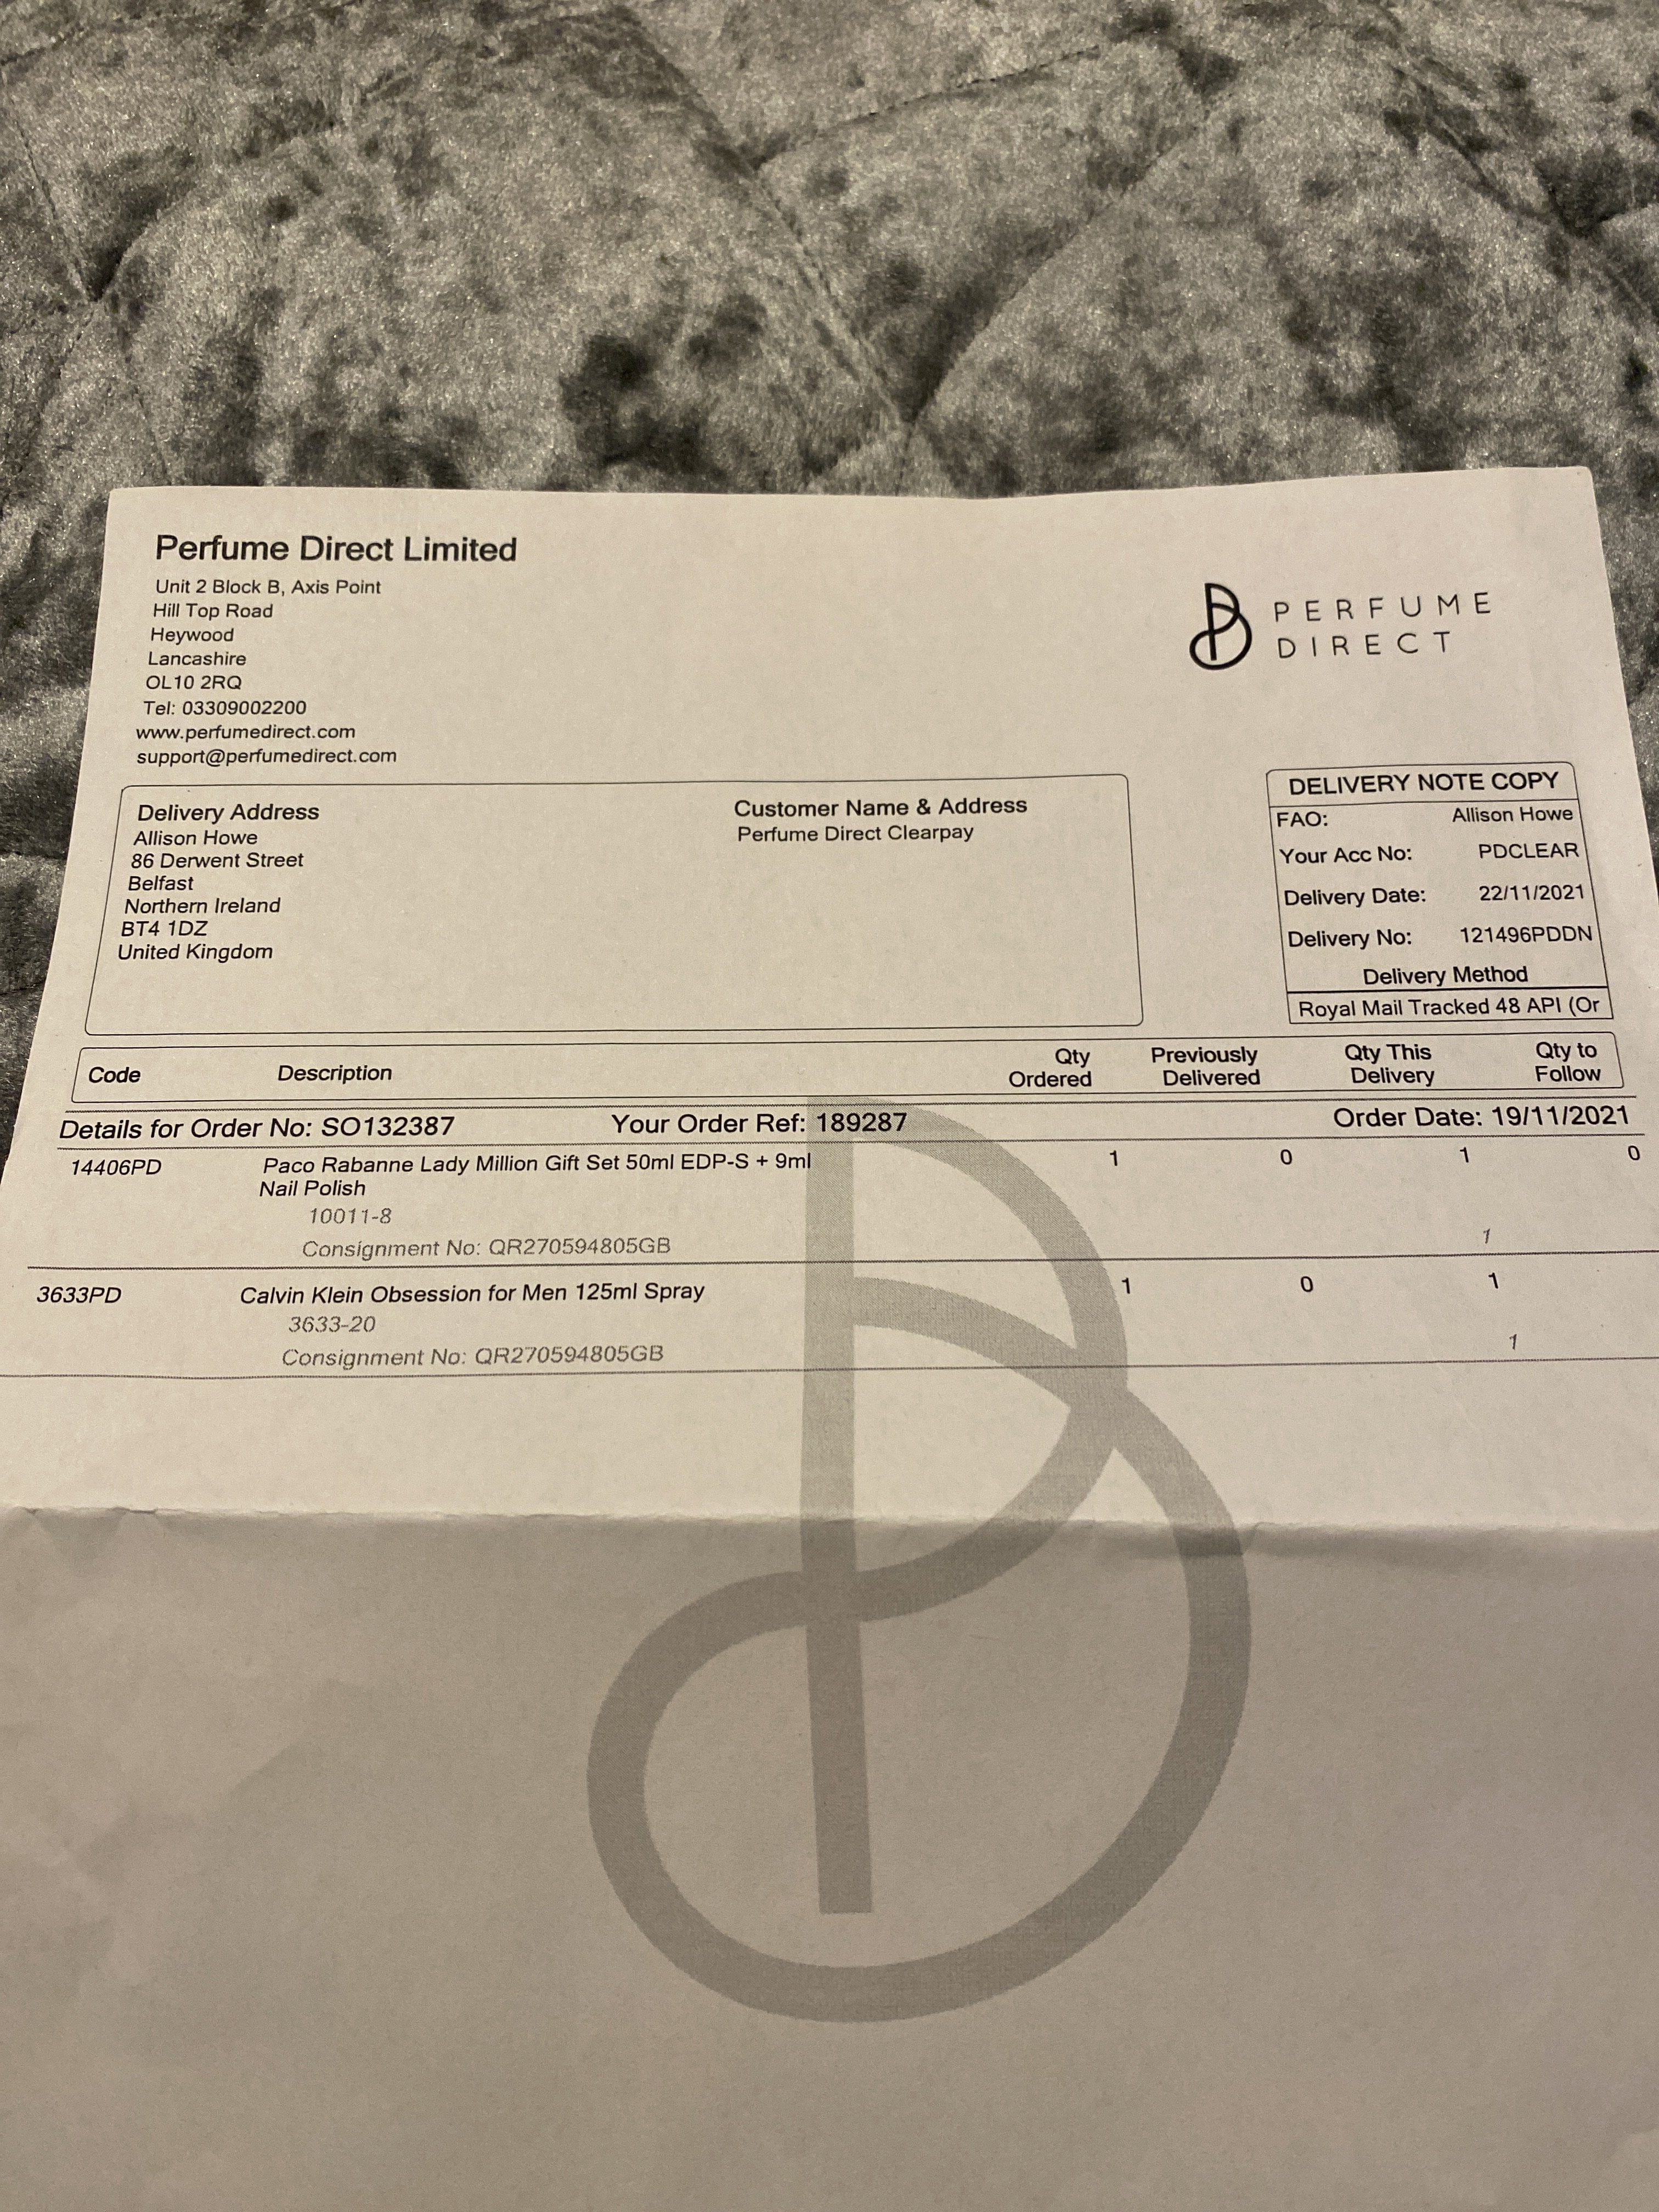 Perfume Direct Limited
Unit 2 Block B, Axis Point
Hill Top Road
Heywood
Lancashire
OL10 2RQ
Tel: 03309002200
www.perfumedirect.com
support@perfumedirect.com
PERFUME
DIRECT
Delivery Address
Allison Howe
86 Derwent Street
Belfast
Northern Ireland
BT4 1DZ
United Kingdom
Customer Name & Address
Perfume Direct Clearpay
DELIVERY NOTE COPY
FAO: Allison Howe
Your Acc No: PDCLEAR
Delivery Date: 22/11/2021
Delivery No: 121496PDDN
Delivery Method
Royal Mail Tracked 48 API (Or
Code Description Qty Ordered Previously Delivered Qty This Delivery Qty to Follow
Details for Order No: SO132387 Your Order Ref: 189287 Order Date: 19/11/2021
14406PD Paco Rabanne Lady Million Gift Set 50ml EDP-S + 9ml 1 0 1 0
Nail Polish
10011-8
Consignment No: QR270594805GB 1
3633PD Calvin Klein Obsession for Men 125ml Spray 1 0 1
3633-20
Consignment No: QR270594805GB 1